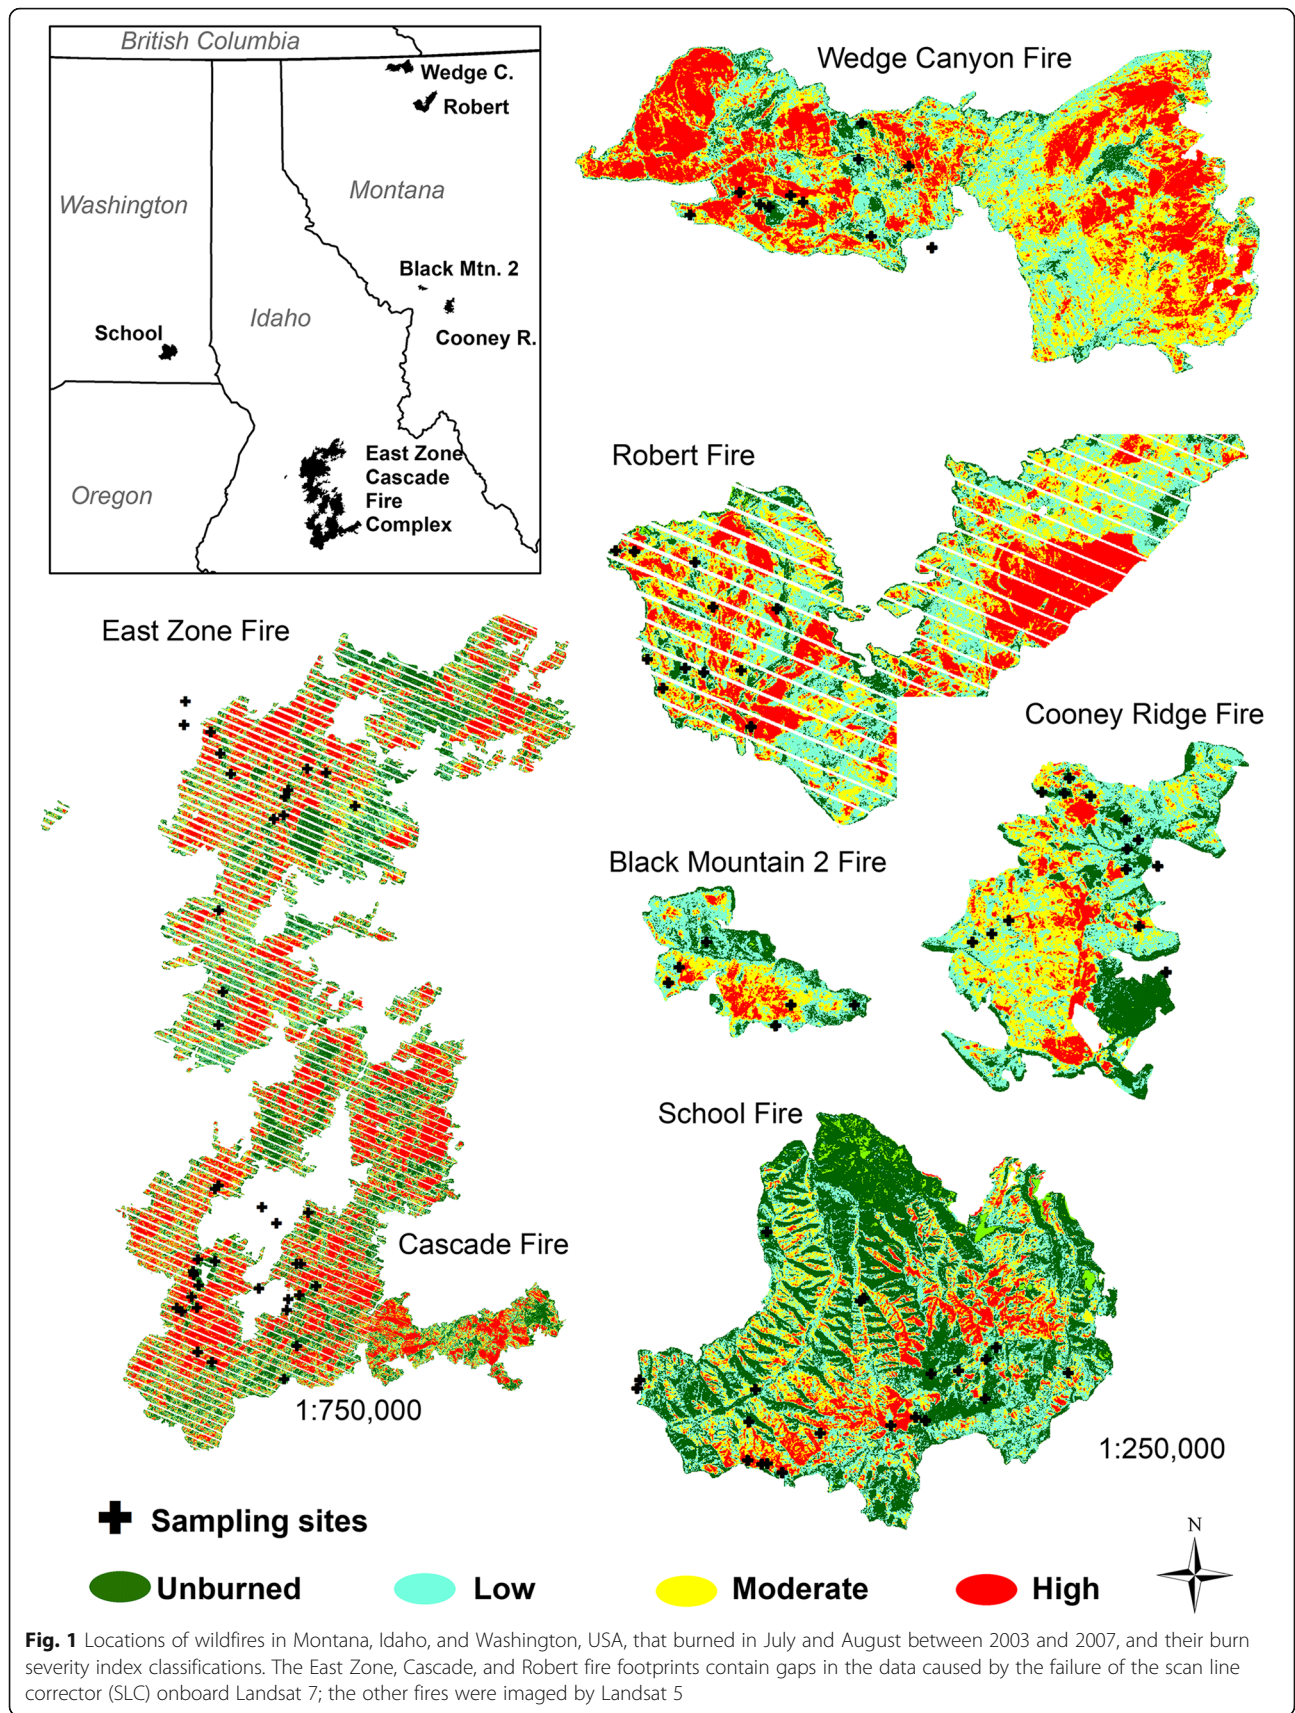 British Columbia
Wedge C.
Robert
Montana
Washington
Black Mtn. 2
Idaho
School
Cooney R.
East Zone
Cascade
Fire
Complex
Oregon
Wedge Canyon Fire
Robert Fire
East Zone Fire
Cooney Ridge Fire
Black Mountain 2 Fire
School Fire
Cascade Fire
1:750,000
1:250,000
Sampling sites
N
Unburned
Low
Moderate
High
Fig. 1 Locations of wildfires in Montana, Idaho, and Washington, USA, that burned in July and August between 2003 and 2007, and their burn
severity index classifications. The East Zone, Cascade, and Robert fire footprints contain gaps in the data caused by the failure of the scan line
corrector (SLC) onboard Landsat 7; the other fires were imaged by Landsat 5